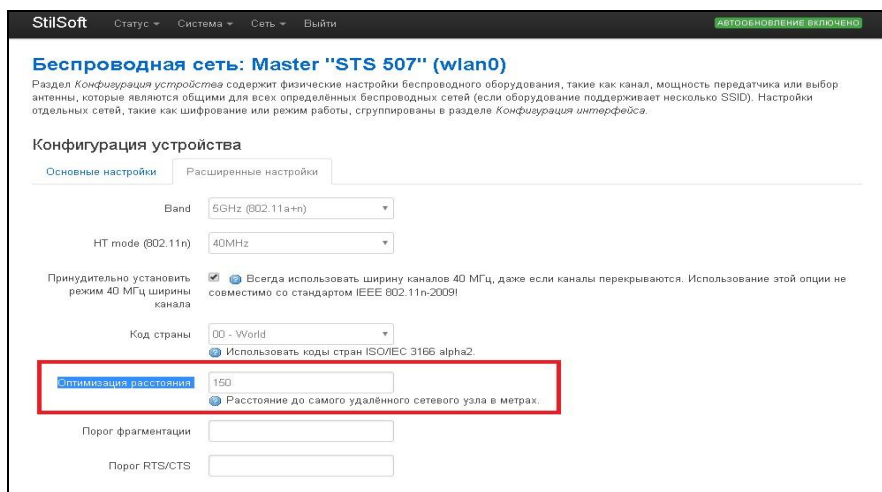 StilSoft Статус Система Сеть Выйти АВТООБНОВЛЕНИЕ ВКЛЮЧЕНО
Беспроводная сеть: Master "STS 507" (wlan0)
Раздел Конфигурация устройства содержит физические настройки беспроводного оборудования, такие как канал, мощность передатчика или выбор
антенны, которые являются общими для всех определённых беспроводных сетей (если оборудование поддерживает несколько SSID). Настройки
отдельных сетей, такие как шифрование или режим работы, сгруппированы в разделе Конфигурация интерфейса.
Конфигурация устройства
Основные настройки Расширенные настройки
Band 5GHz (802.11a+n)
HT mode (802.11n) 40MHz
Принудительно установить
режим 40 МГц ширины
канала
Всегда использовать ширину каналов 40 МГц, даже если каналы перекрываются. Использование этой опции не
совместимо со стандартом IEEE 802.11n-2009!
Код страны 00 - World
Использовать коды стран ISO/IEC 3166 alpha2.
Оптимизация расстояния 150
Расстояние до самого удалённого сетевого узла в метрах.
Порог фрагментации
Порог RTS/CTS